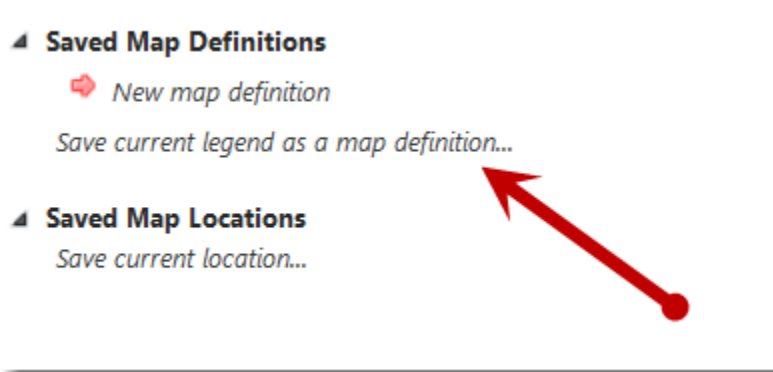 Saved Map Definitions
New map definition
Save current legend as a map definition...
Saved Map Locations
Save current location...